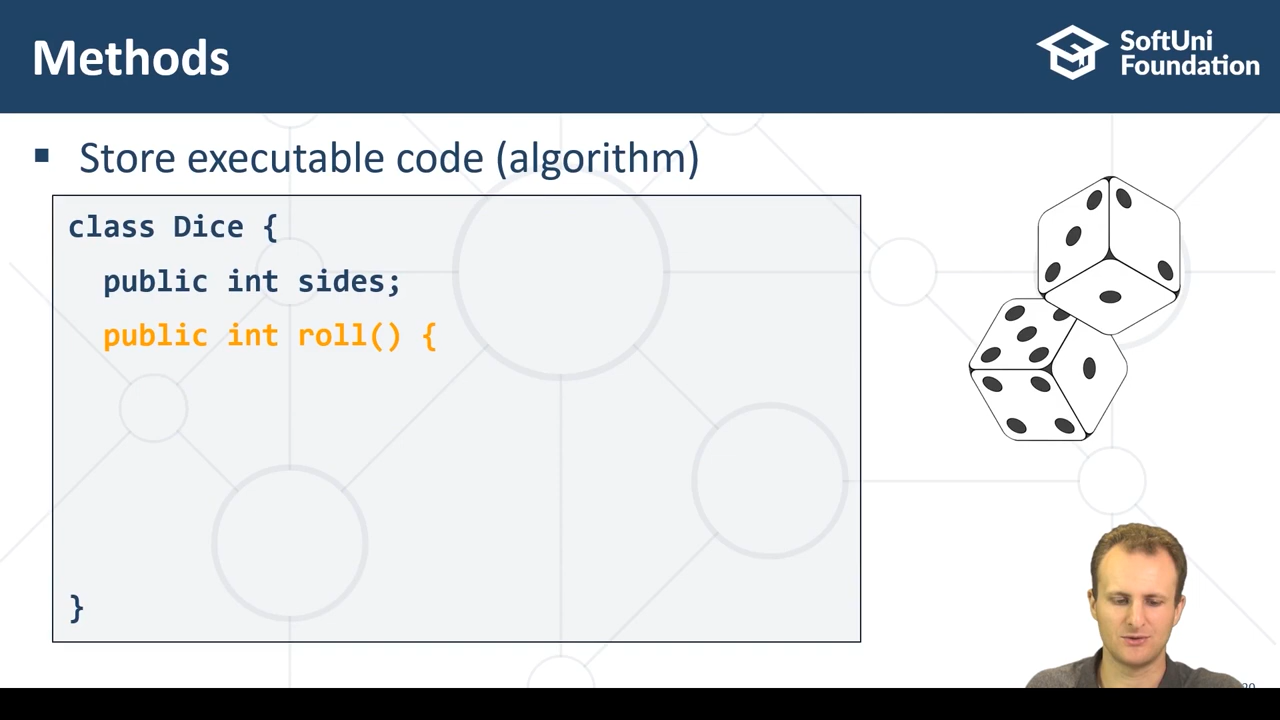 Methods
SoftUni
Foundation
▪ Store executable code (algorithm)
class Dice {
public int sides;
public int roll() {
}